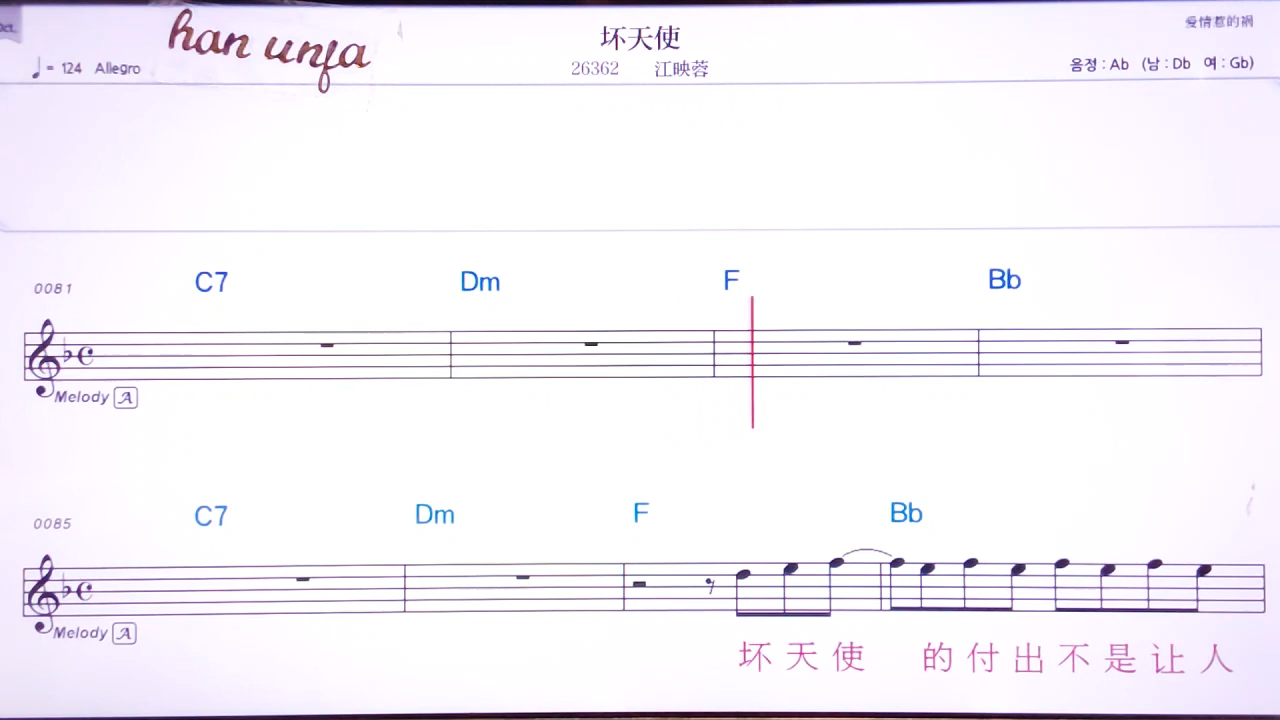 Oct.
han unfa
坏天使
爱情惹的祸
♩= 124 Allegro
26362 江映蓉
음정 : Ab (남 : Db 여 : Gb)
0081 C7 Dm F Bb
Melody A
0085 C7 Dm F Bb
Melody A
坏天使 的付出不是让人